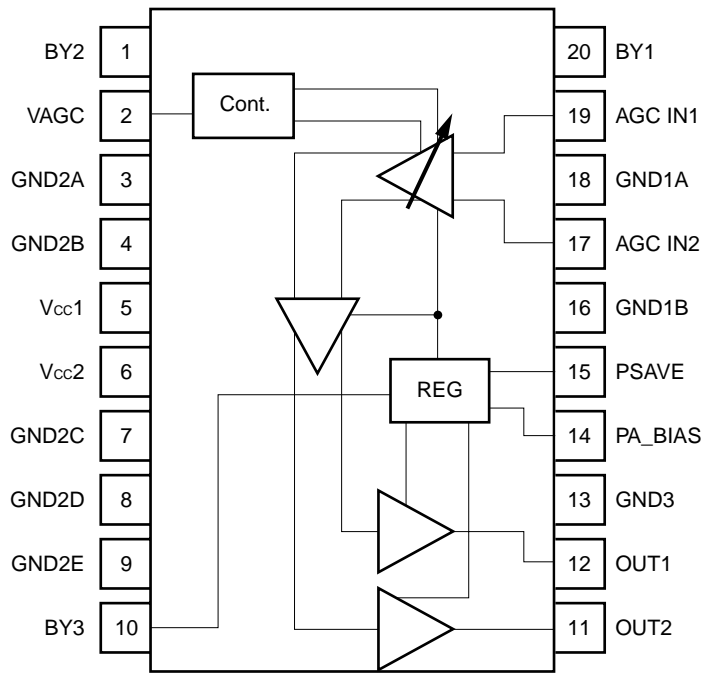 BY2 1 20 BY1
VAGC 2 Cont. 19 AGC IN1
GND2A 3 18 GND1A
GND2B 4 17 AGC IN2
Vcc1 5 16 GND1B
Vcc2 6 REG 15 PSAVE
GND2C 7 14 PA_BIAS
GND2D 8 13 GND3
GND2E 9 12 OUT1
BY3 10 11 OUT2